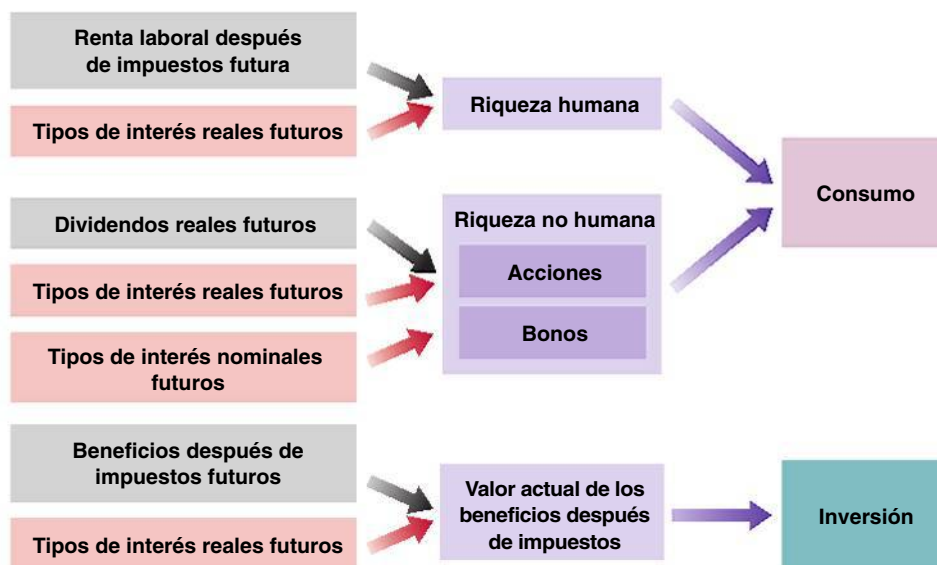 Renta laboral después
de impuestos futura
Tipos de interés reales futuros
Riqueza humana
Dividendos reales futuros
Tipos de interés reales futuros
Tipos de interés nominales
futuros
Riqueza no humana
Acciones
Bonos
Consumo
Beneficios después de
impuestos futuros
Tipos de interés reales futuros
Valor actual de los
beneficios después
de impuestos
Inversión